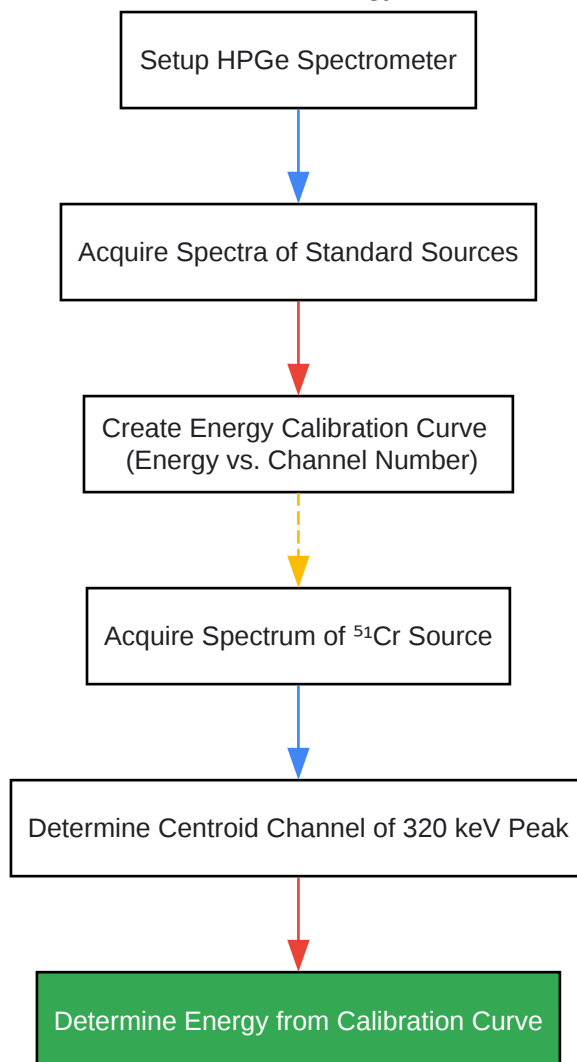 Setup HPGe Spectrometer
Acquire Spectra of Standard Sources
Create Energy Calibration Curve
(Energy vs. Channel Number)
Acquire Spectrum of ⁵¹Cr Source
Determine Centroid Channel of 320 keV Peak
Determine Energy from Calibration Curve